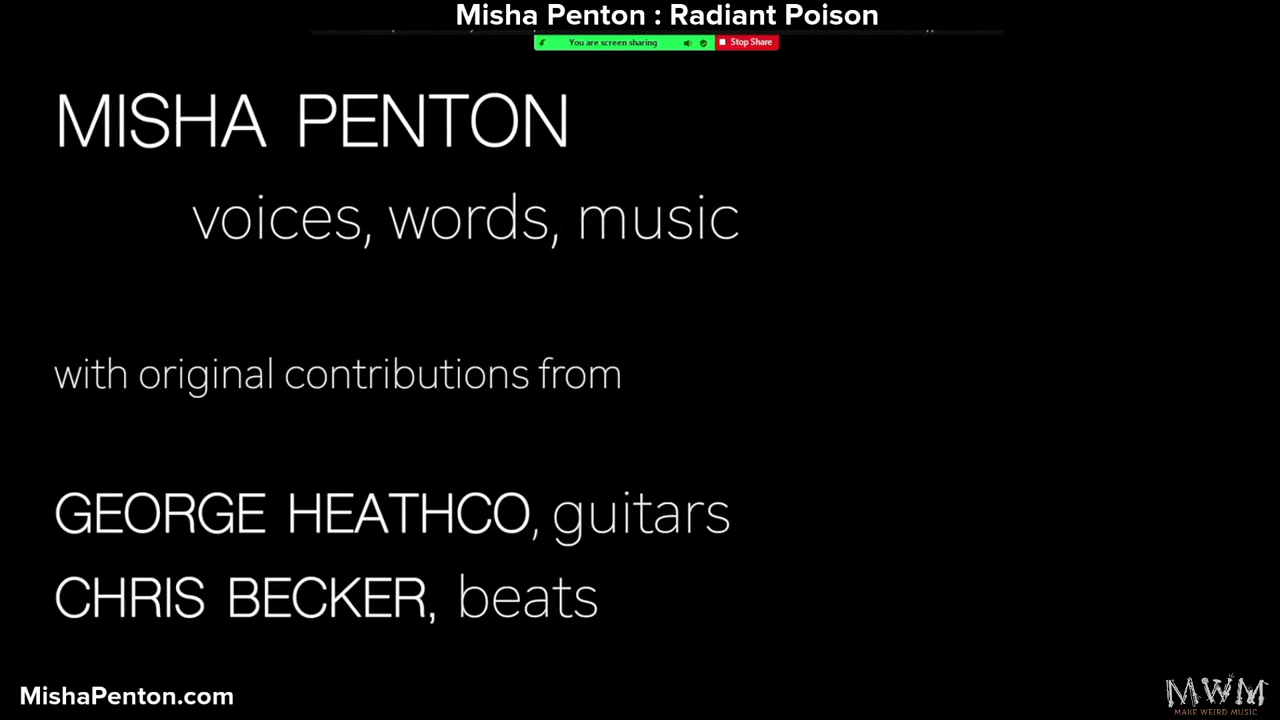 Misha Penton : Radiant Poison
You are screen sharing
Stop Share
MISHA PENTON
voices, words, music
with original contributions from
GEORGE HEATHCO, guitars
CHRIS BECKER, beats
MishaPenton.com
MWM
MAKE WEIRD MUSIC